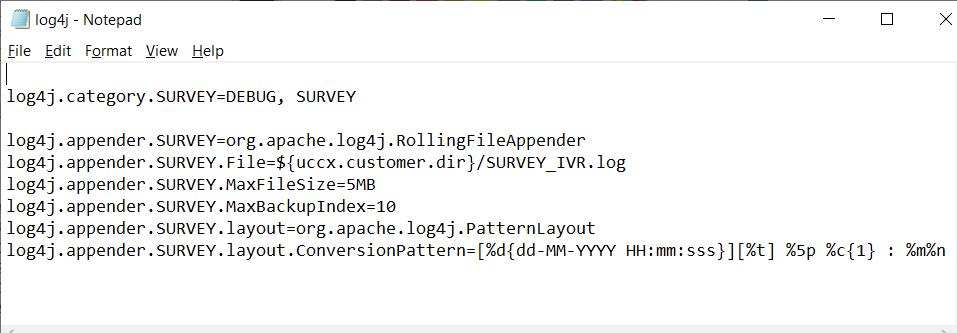 log4j - Notepad
File Edit Format View Help
log4j.category.SURVEY=DEBUG, SURVEY
log4j.appender.SURVEY=org.apache.log4j.RollingFileAppender
log4j.appender.SURVEY.File=${uccx.customer.dir}/SURVEY_IVR.log
log4j.appender.SURVEY.MaxFileSize=5MB
log4j.appender.SURVEY.MaxBackupIndex=10
log4j.appender.SURVEY.layout=org.apache.log4j.PatternLayout
log4j.appender.SURVEY.layout.ConversionPattern=[%d{dd-MM-YYYY HH:mm:sss}][%t] %5p %c{1} : %m%n